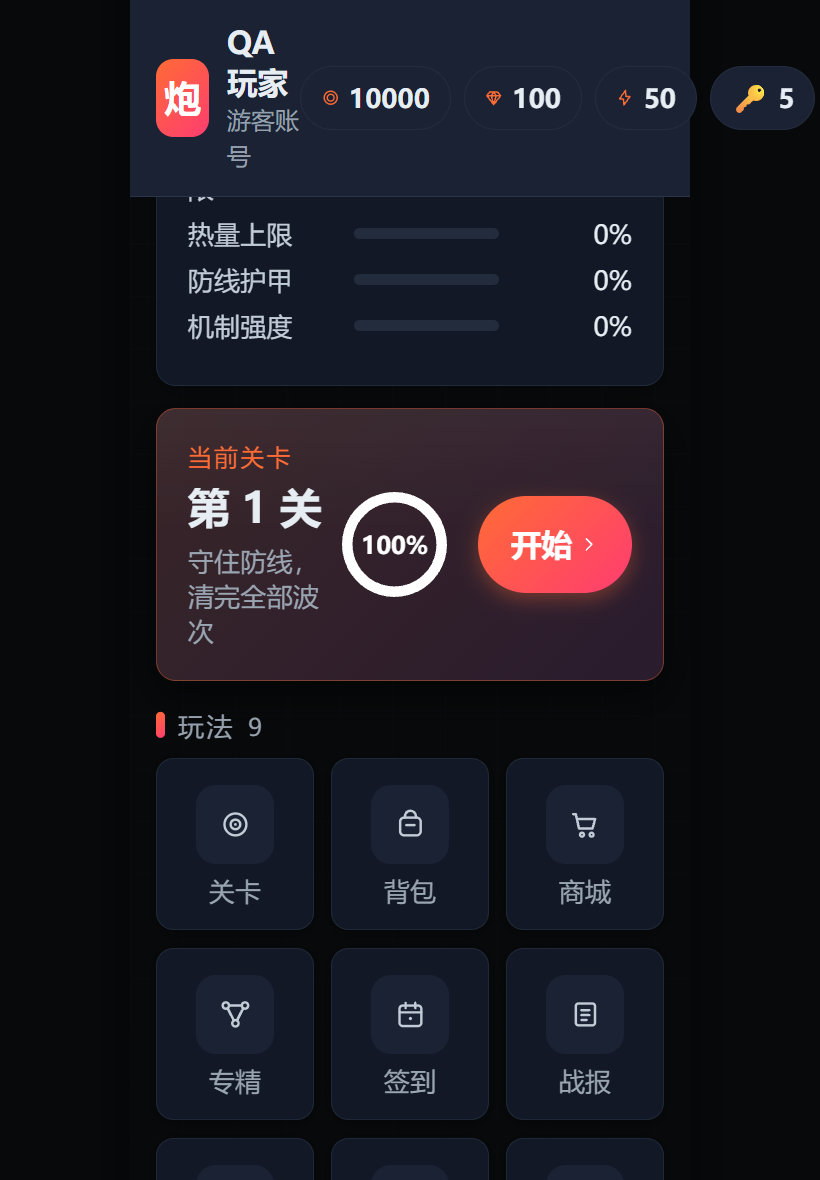 炮
QA
玩家
游客账
号
10000
100
50
5
热量上限 0%
防线护甲 0%
机制强度 0%
当前关卡
第 1 关
守住防线，
清完全部波
次
100%
开始
玩法 9
关卡
背包
商城
专精
签到
战报